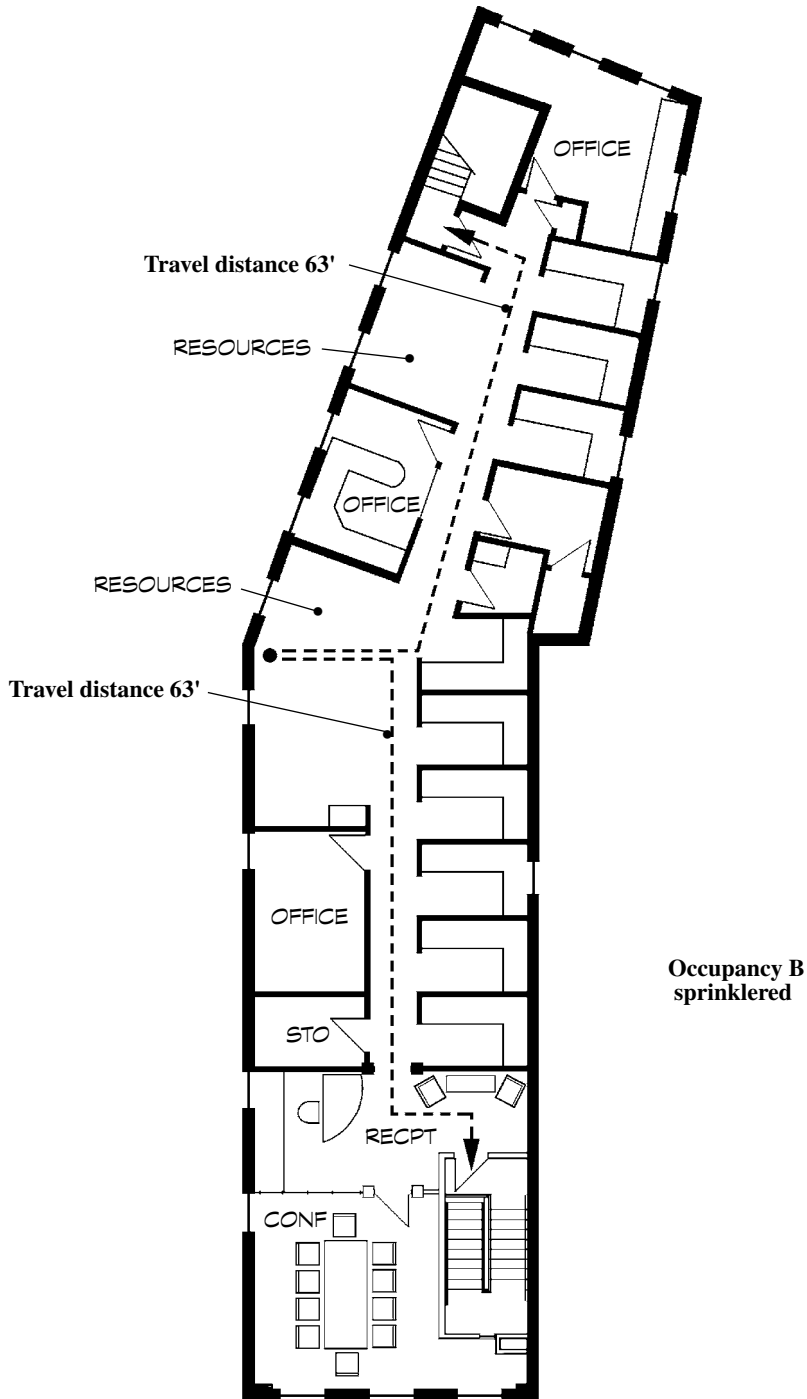 OFFICE
Travel distance 63'
RESOURCES
OFFICE
RESOURCES
Travel distance 63'
OFFICE
Occupancy B
sprinklered
STO
RECPT
CONF